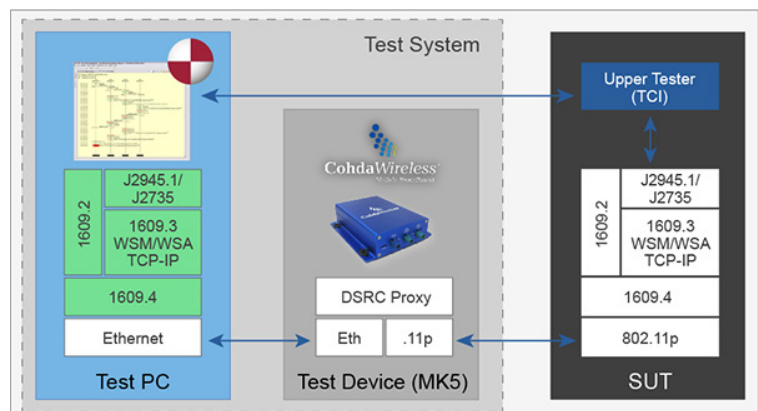 Test System
Upper Tester
(TCI)
CohdaWireless
1609.2
J2945.1/
J2735
1609.3
WSM/WSA
TCP-IP
1609.4
Ethernet
Test PC
DSRC Proxy
Eth
.11p
Test Device (MK5)
1609.2
J2945.1/
J2735
1609.3
WSM/WSA
TCP-IP
1609.4
802.11p
SUT